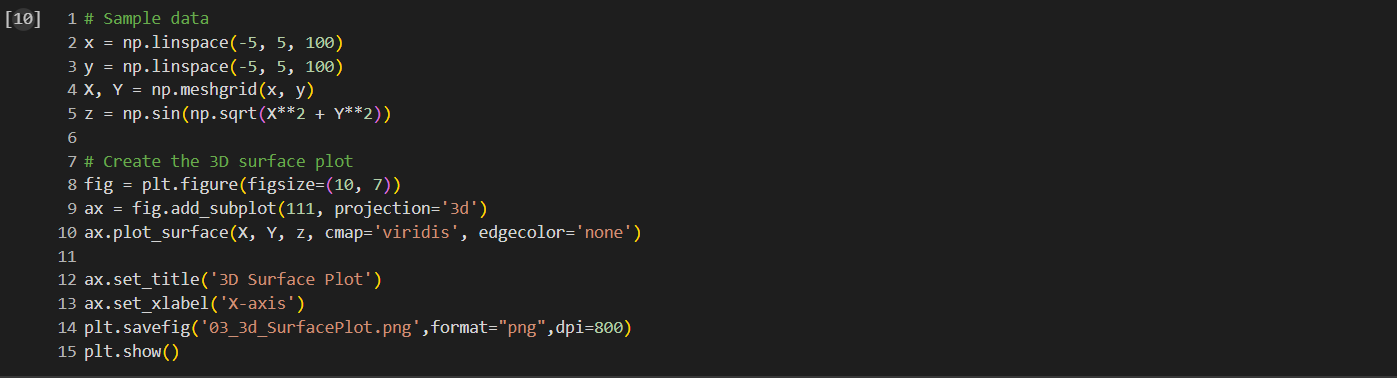 [10]
1 # Sample data
2 x = np.linspace(-5, 5, 100)
3 y = np.linspace(-5, 5, 100)
4 X, Y = np.meshgrid(x, y)
5 z = np.sin(np.sqrt(X**2 + Y**2))
6
7 # Create the 3D surface plot
8 fig = plt.figure(figsize=(10, 7))
9 ax = fig.add_subplot(111, projection='3d')
10 ax.plot_surface(X, Y, z, cmap='viridis', edgecolor='none')
11
12 ax.set_title('3D Surface Plot')
13 ax.set_xlabel('X-axis')
14 plt.savefig('03_3d_SurfacePlot.png',format="png",dpi=800)
15 plt.show()